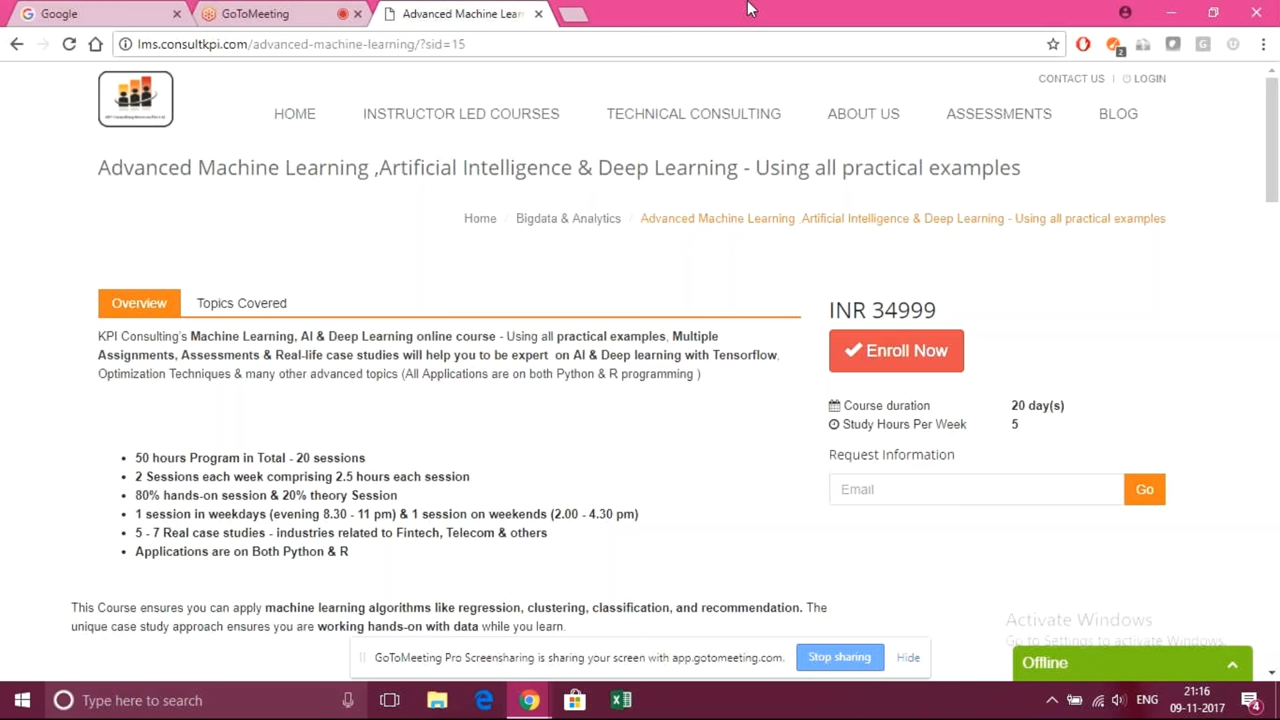 Google
GoToMeeting
Advanced Machine Lear
lms.consultkpi.com/advanced-machine-learning/?sid=15
2
CONTACT US | LOGIN
HOME
INSTRUCTOR LED COURSES
TECHNICAL CONSULTING
ABOUT US
ASSESSMENTS
BLOG
Advanced Machine Learning ,Artificial Intelligence & Deep Learning - Using all practical examples
Home / Bigdata & Analytics / Advanced Machine Learning ,Artificial Intelligence & Deep Learning - Using all practical examples
Overview
Topics Covered
KPI Consulting's Machine Learning, AI & Deep Learning online course - Using all practical examples, Multiple
Assignments, Assessments & Real-life case studies will help you to be expert on AI & Deep learning with Tensorflow,
Optimization Techniques & many other advanced topics (All Applications are on both Python & R programming )
• 50 hours Program in Total - 20 sessions
• 2 Sessions each week comprising 2.5 hours each session
• 80% hands-on session & 20% theory Session
• 1 session in weekdays (evening 8.30 - 11 pm) & 1 session on weekends (2.00 - 4.30 pm)
• 5 - 7 Real case studies - industries related to Fintech, Telecom & others
• Applications are on Both Python & R
This Course ensures you can apply machine learning algorithms like regression, clustering, classification, and recommendation. The
unique case study approach ensures you are working hands-on with data while you learn.
INR 34999
Enroll Now
Course duration 20 day(s)
Study Hours Per Week 5
Request Information
Email
Go
Activate Windows
Go to Settings to activate Windows.
Offline
GoToMeeting Pro Screensharing is sharing your screen with app.gotomeeting.com.
Stop sharing
Hide
Type here to search
ENG
21:16
09-11-2017
4